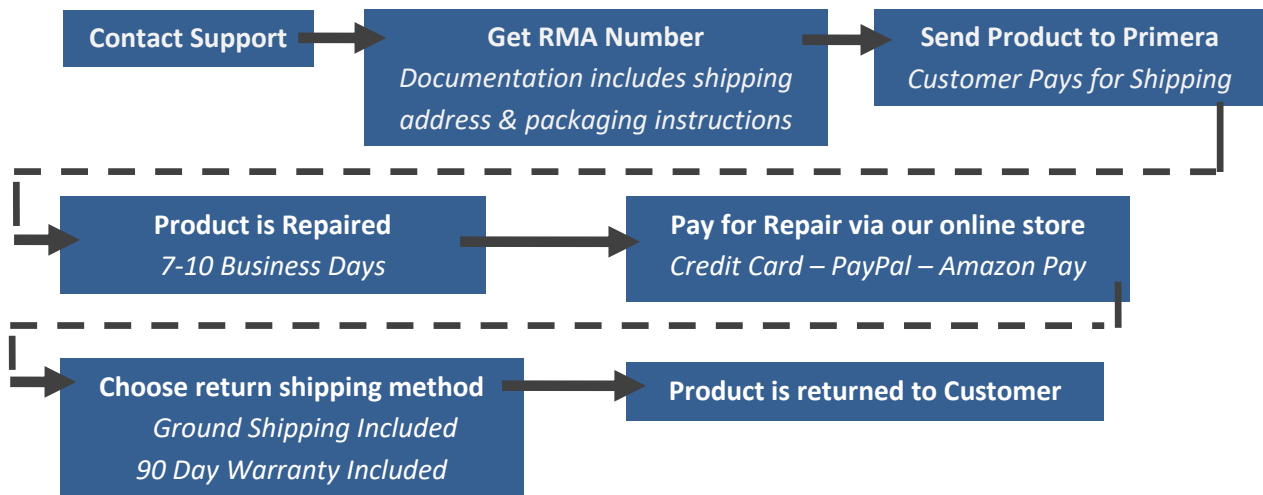 Contact Support
Get RMA Number
Documentation includes shipping
address & packaging instructions
Send Product to Primera
Customer Pays for Shipping
Product is Repaired
7-10 Business Days
Pay for Repair via our online store
Credit Card – PayPal – Amazon Pay
Choose return shipping method
Ground Shipping Included
90 Day Warranty Included
Product is returned to Customer